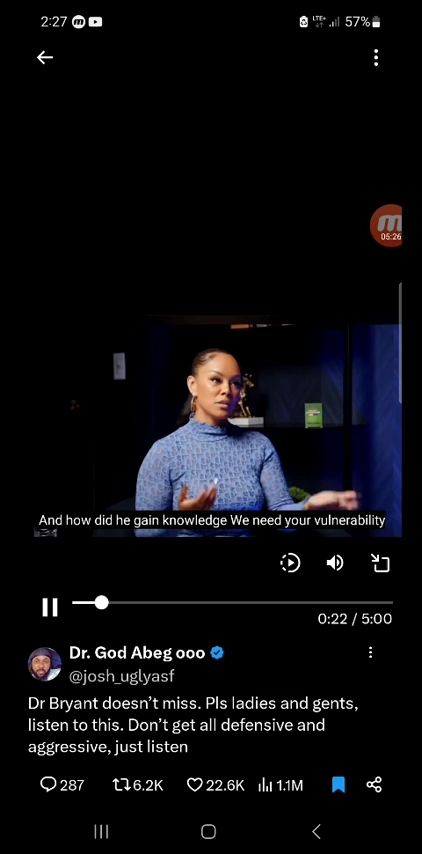 2:27 LTE+ 57%
05:26
And how did he gain knowledge We need your vulnerability
0:22 / 5:00
Dr. God Abeg ooo
@josh_uglyasf
Dr Bryant doesn’t miss. Pls ladies and gents,
listen to this. Don’t get all defensive and
aggressive, just listen
287 6.2K 22.6K 1.1M